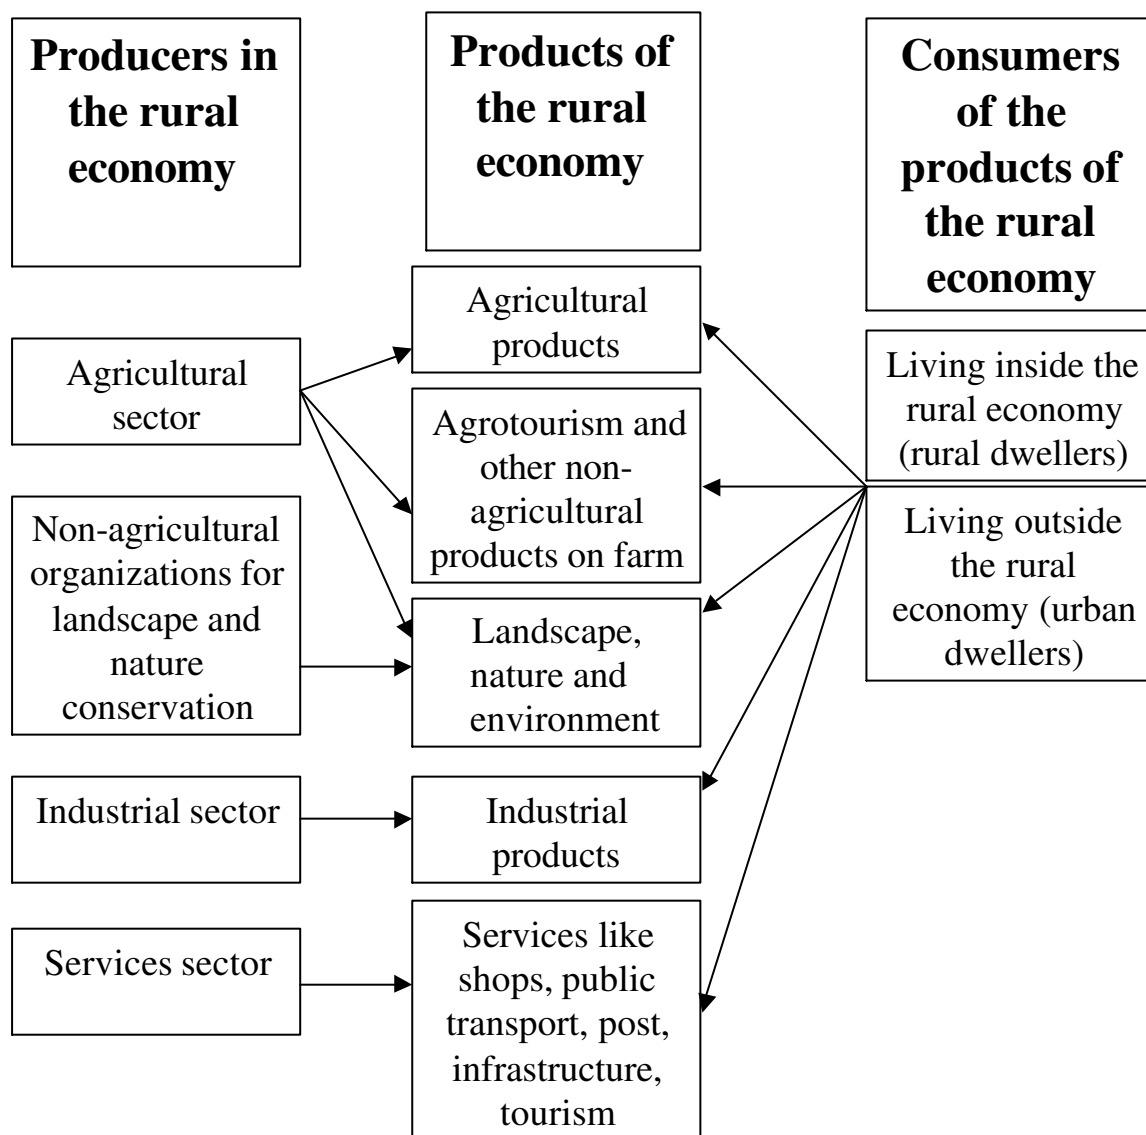 Producers in
the rural
economy
Products of
the rural
economy
Consumers
of the
products of
the rural
economy
Agricultural
sector
Non-agricultural
organizations for
landscape and
nature
conservation
Industrial sector
Services sector
Agricultural
products
Agrotourism and
other non-
agricultural
products on farm
Landscape,
nature and
environment
Industrial
products
Services like
shops, public
transport, post,
infrastructure,
tourism
Living inside the
rural economy
(rural dwellers)
Living outside
the rural
economy (urban
dwellers)